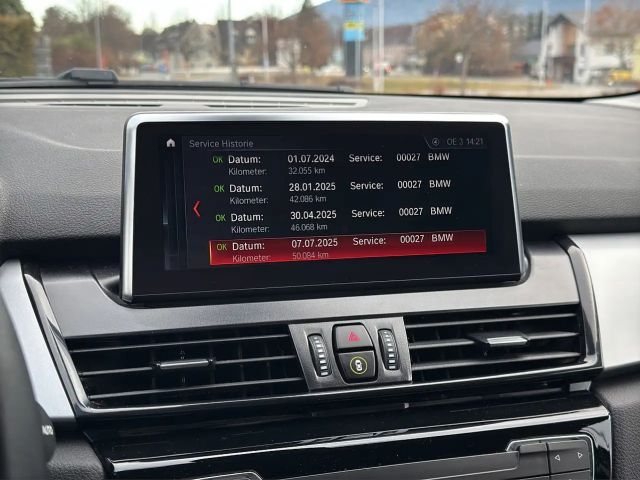 Service Historie OE 3 14:21
OK Datum: 01.07.2024 Service: 00027 BMW
Kilometer: 32.055 km
OK Datum: 28.01.2025 Service: 00027 BMW
Kilometer: 42.086 km
OK Datum: 30.04.2025 Service: 00027 BMW
Kilometer: 46.068 km
OK Datum: 07.07.2025 Service: 00027 BMW
Kilometer: 50.084 km
AUTO